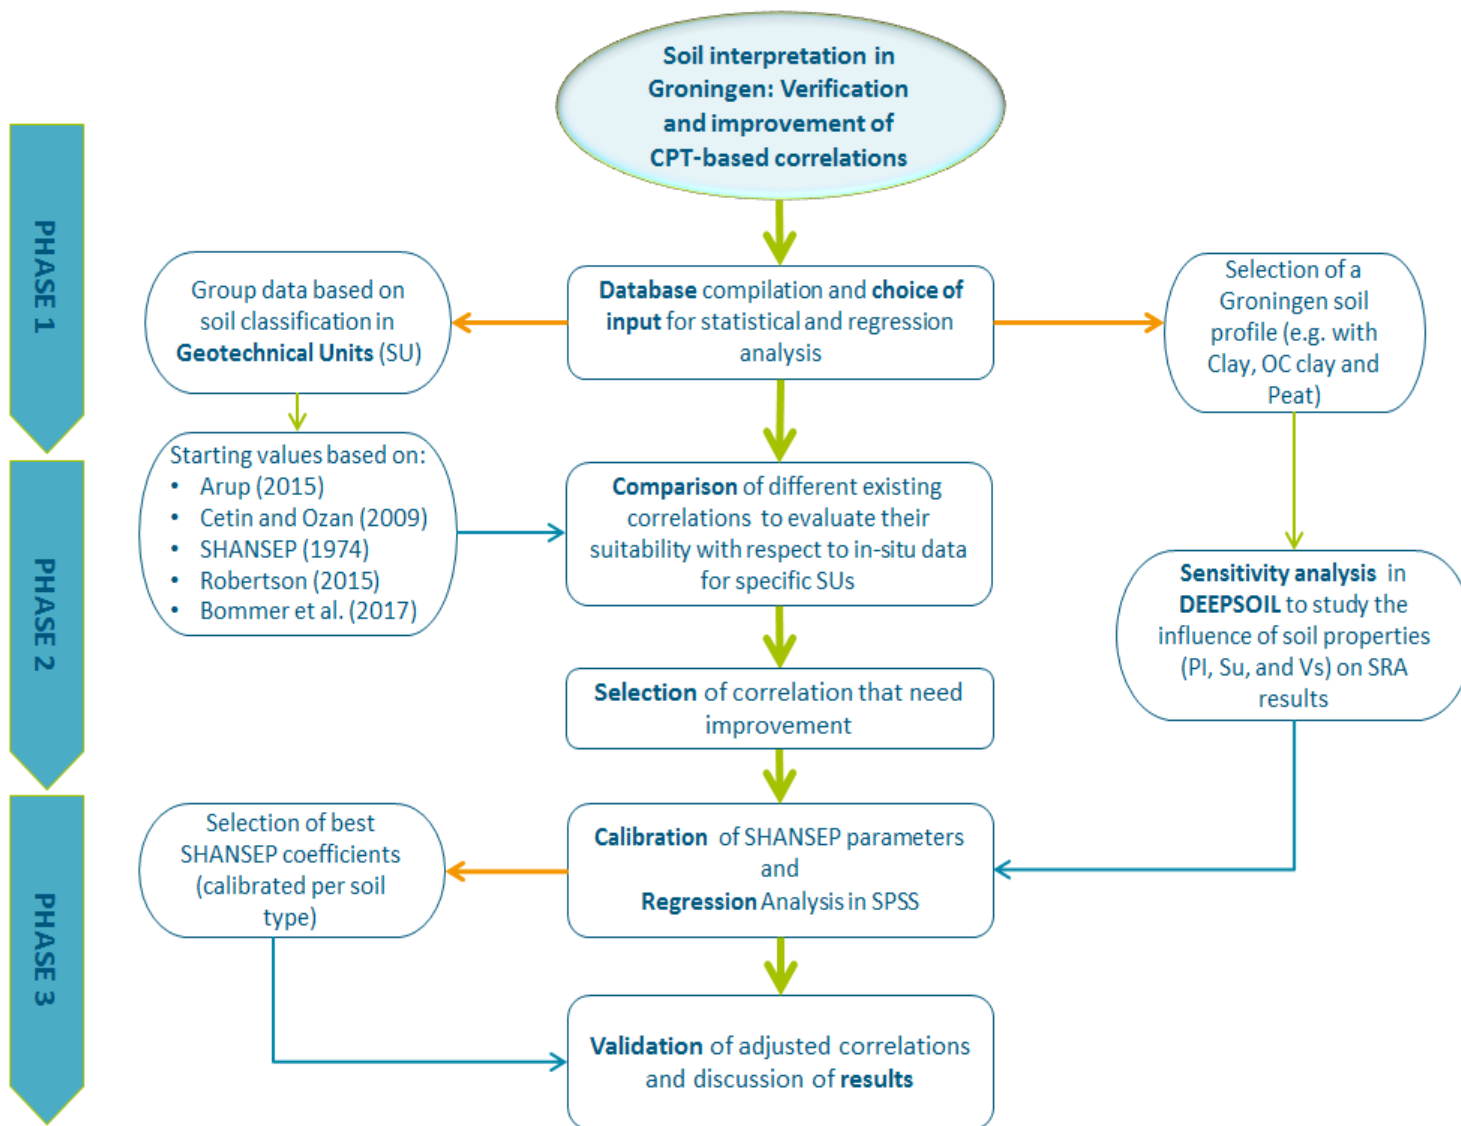 Soil interpretation in
Groningen: Verification
and improvement of
CPT-based correlations
PHASE 1
Group data based on
soil classification in
Geotechnical Units (SU)
Database compilation and choice of
input for statistical and regression
analysis
Selection of a
Groningen soil
profile (e.g. with
Clay, OC clay and
Peat)
PHASE 2
Starting values based on:
• Arup (2015)
• Cetin and Ozan (2009)
• SHANSEP (1974)
• Robertson (2015)
• Bommer et al. (2017)
Comparison of different existing
correlations to evaluate their
suitability with respect to in-situ data
for specific SUs
Sensitivity analysis in
DEEPSOIL to study the
influence of soil properties
(PI, Su, and Vs) on SRA
results
Selection of correlation that need
improvement
PHASE 3
Selection of best
SHANSEP coefficients
(calibrated per soil
type)
Calibration of SHANSEP parameters
and
Regression Analysis in SPSS
Validation of adjusted correlations
and discussion of results